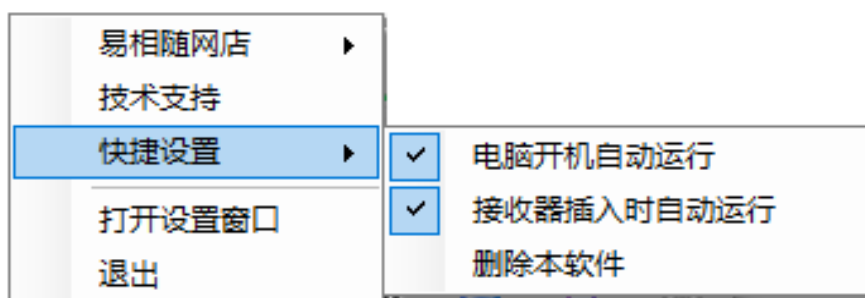 易相随网店
技术支持
快捷设置
打开设置窗口
退出
电脑开机自动运行
接收器插入时自动运行
删除本软件